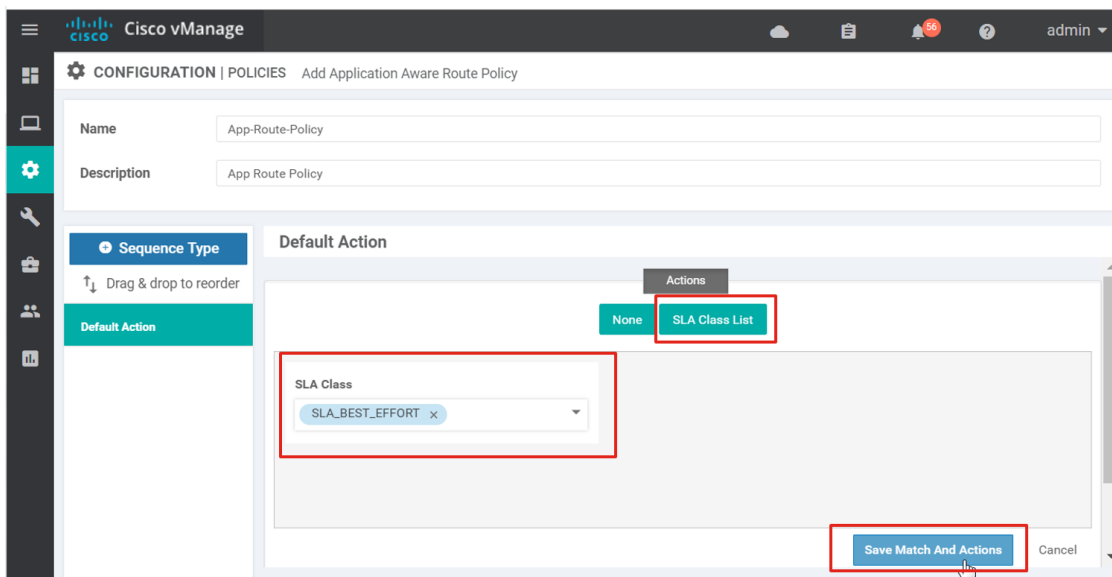 CISCO Cisco vManage 56 ? admin
CONFIGURATION | POLICIES Add Application Aware Route Policy
Name App-Route-Policy
Description App Route Policy
Sequence Type
Drag & drop to reorder
Default Action
Default Action
Actions
None SLA Class List
SLA Class
SLA_BEST_EFFORT ×
Save Match And Actions Cancel